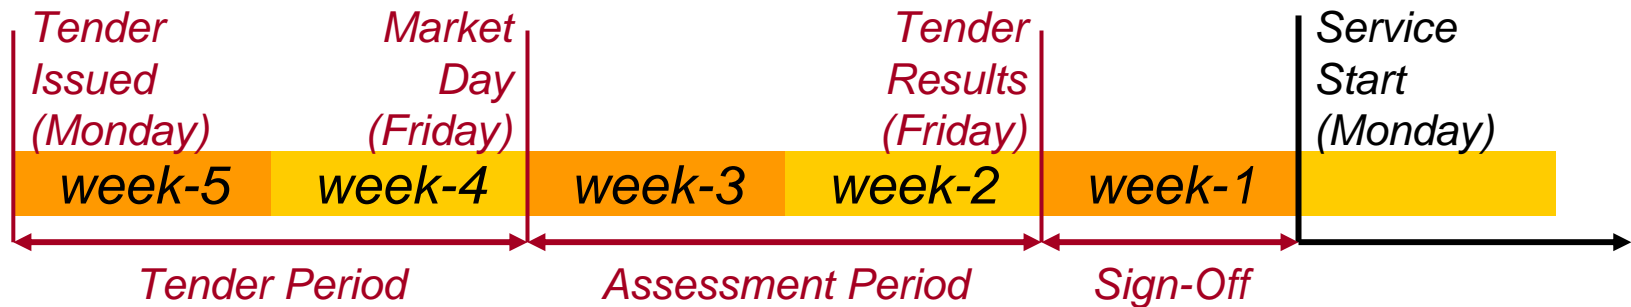 Tender
Issued
(Monday)
Market
Day
(Friday)
Tender
Results
(Friday)
Service
Start
(Monday)
week-5
week-4
week-3
week-2
week-1
Tender Period
Assessment Period
Sign-Off